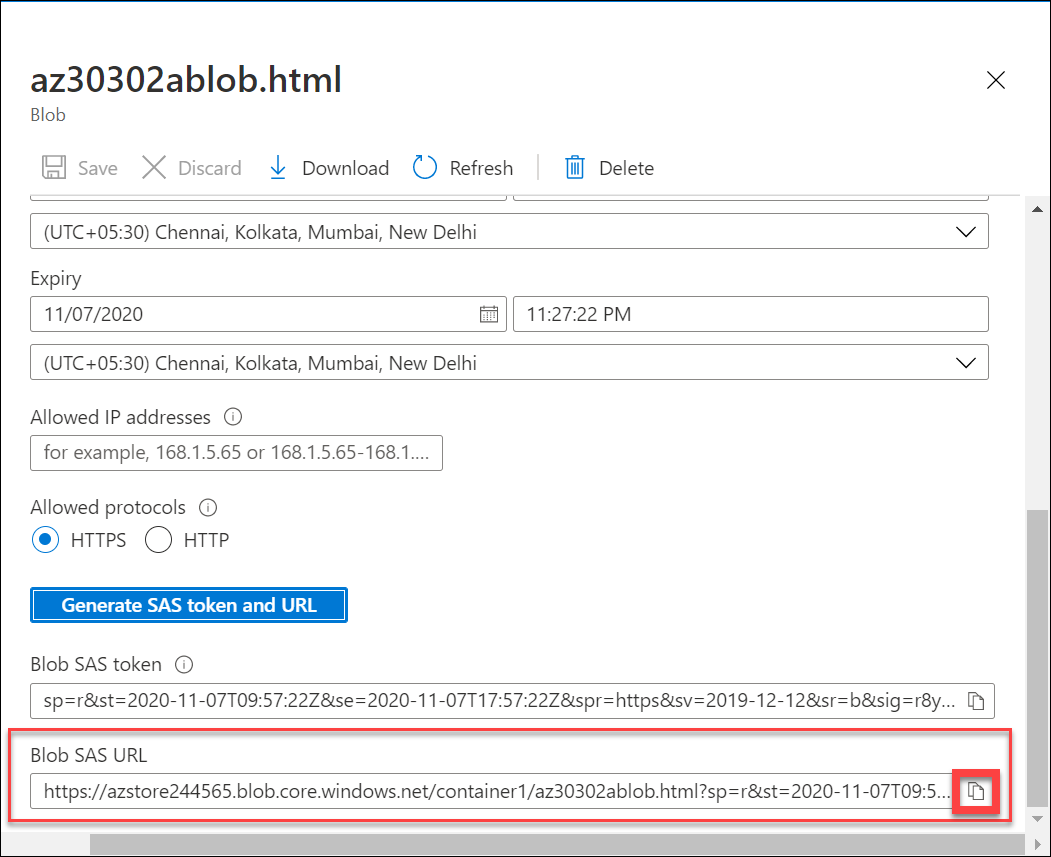 az30302ablob.html
Blob
Save Discard Download Refresh Delete
(UTC+05:30) Chennai, Kolkata, Mumbai, New Delhi
Expiry
11/07/2020 11:27:22 PM
(UTC+05:30) Chennai, Kolkata, Mumbai, New Delhi
Allowed IP addresses
for example, 168.1.5.65 or 168.1.5.65-168.1....
Allowed protocols
HTTPS HTTP
Generate SAS token and URL
Blob SAS token
sp=r&st=2020-11-07T09:57:22Z&se=2020-11-07T17:57:22Z&spr=https&sv=2019-12-12&sr=b&sig=r8y...
Blob SAS URL
https://azstore244565.blob.core.windows.net/container1/az30302ablob.html?sp=r&st=2020-11-07T09:5...